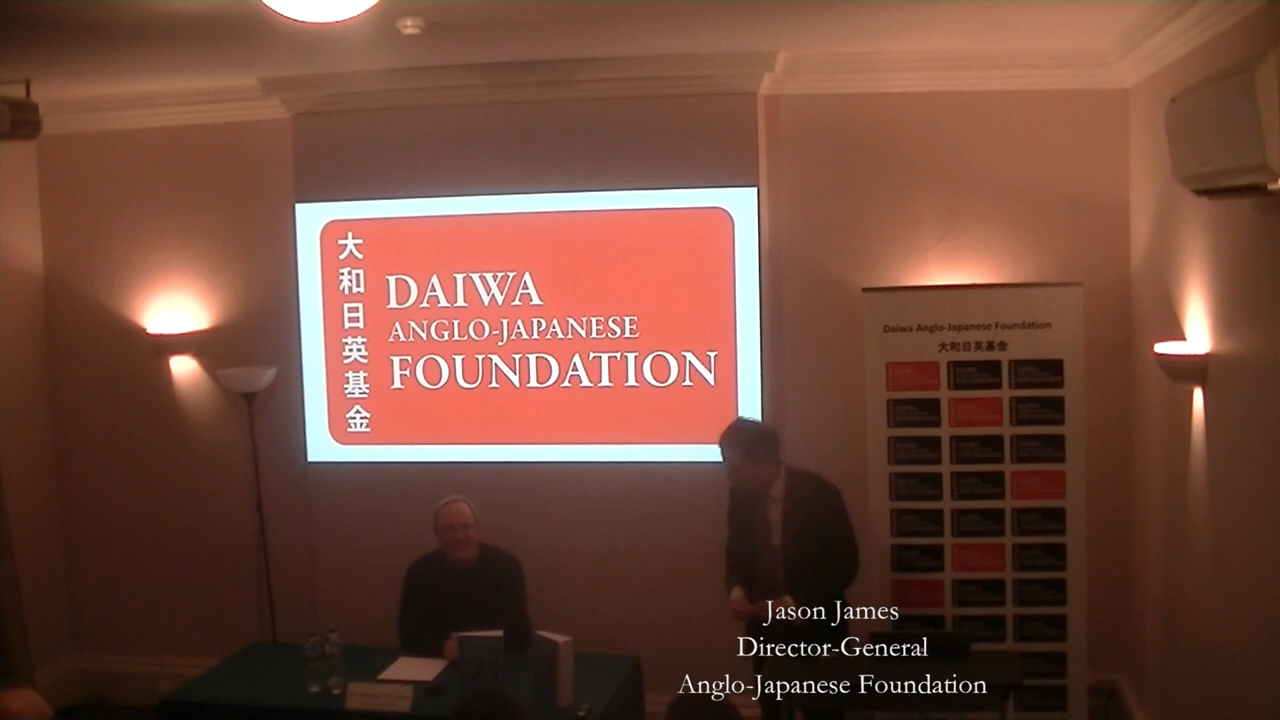 大和日英基金
DAIWA
ANGLO-JAPANESE
FOUNDATION
Daiwa Anglo-Japanese Foundation
大和日英基金
Jason James
Director-General
Anglo-Japanese Foundation